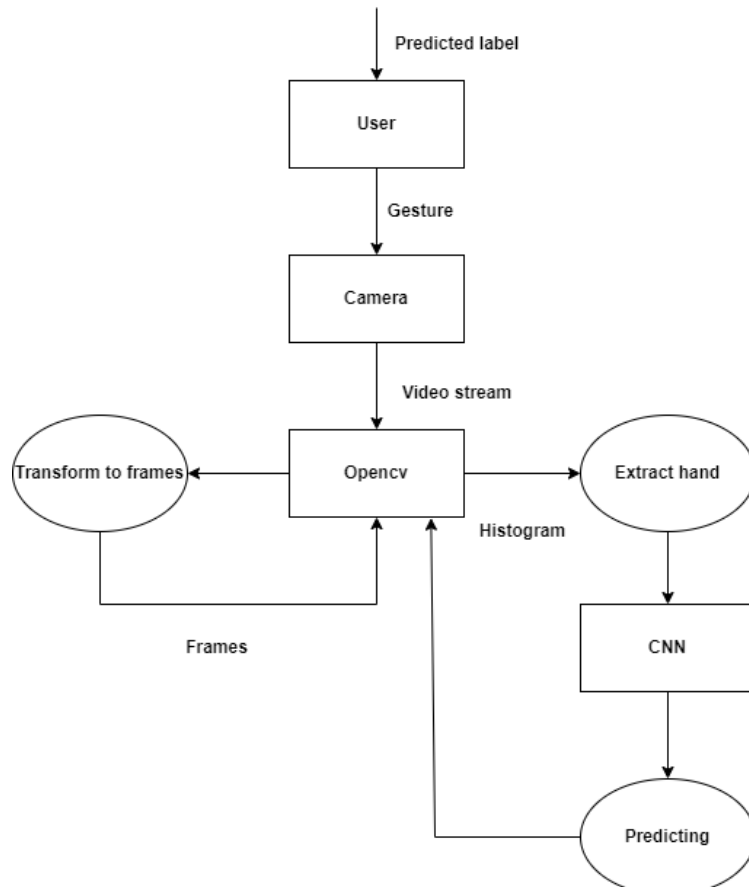 Predicted label
User
Gesture
Camera
Video stream
Transform to frames
Opencv
Extract hand
Histogram
Frames
CNN
Predicting